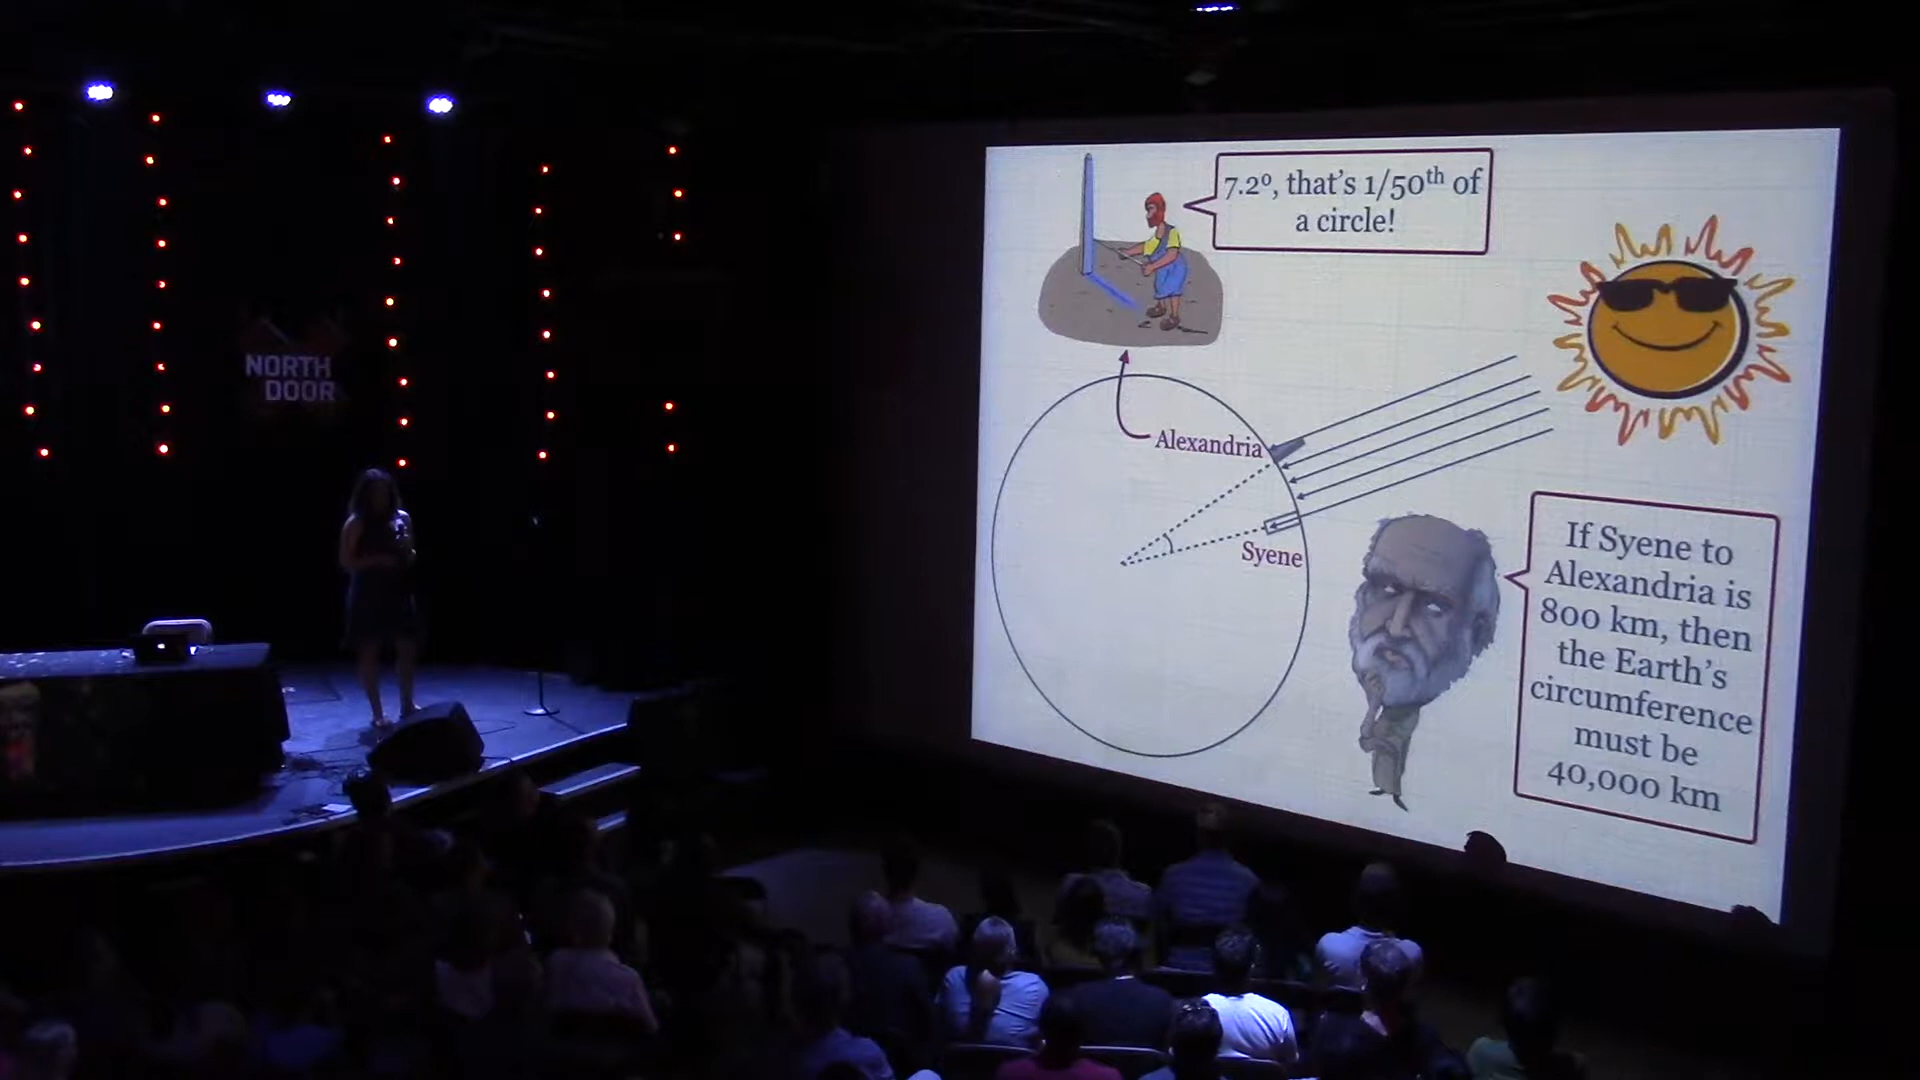 NORTH
DOOR
7.2º, that's 1/50th of
a circle!
Alexandria
Syene
If Syene to
Alexandria is
800 km, then
the Earth's
circumference
must be
40,000 km